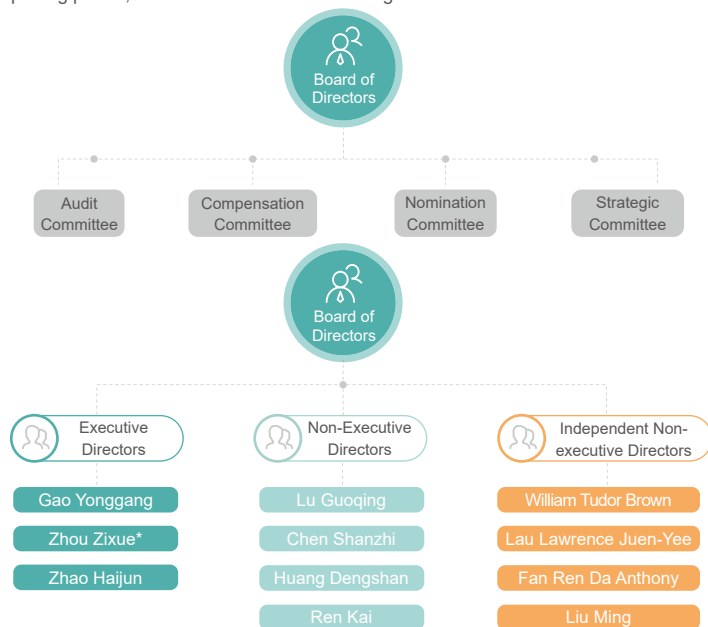 Board of
Directors
Audit
Committee
Compensation
Committee
Nomination
Committee
Strategic
Committee
Board of
Directors
Executive
Directors
Non-Executive
Directors
Independent Non-
executive Directors
Gao Yonggang
Zhou Zixue*
Zhao Haijun
Lu Guoqing
Chen Shanzhi
Huang Dengshan
Ren Kai
William Tudor Brown
Lau Lawrence Juen-Yee
Fan Ren Da Anthony
Liu Ming